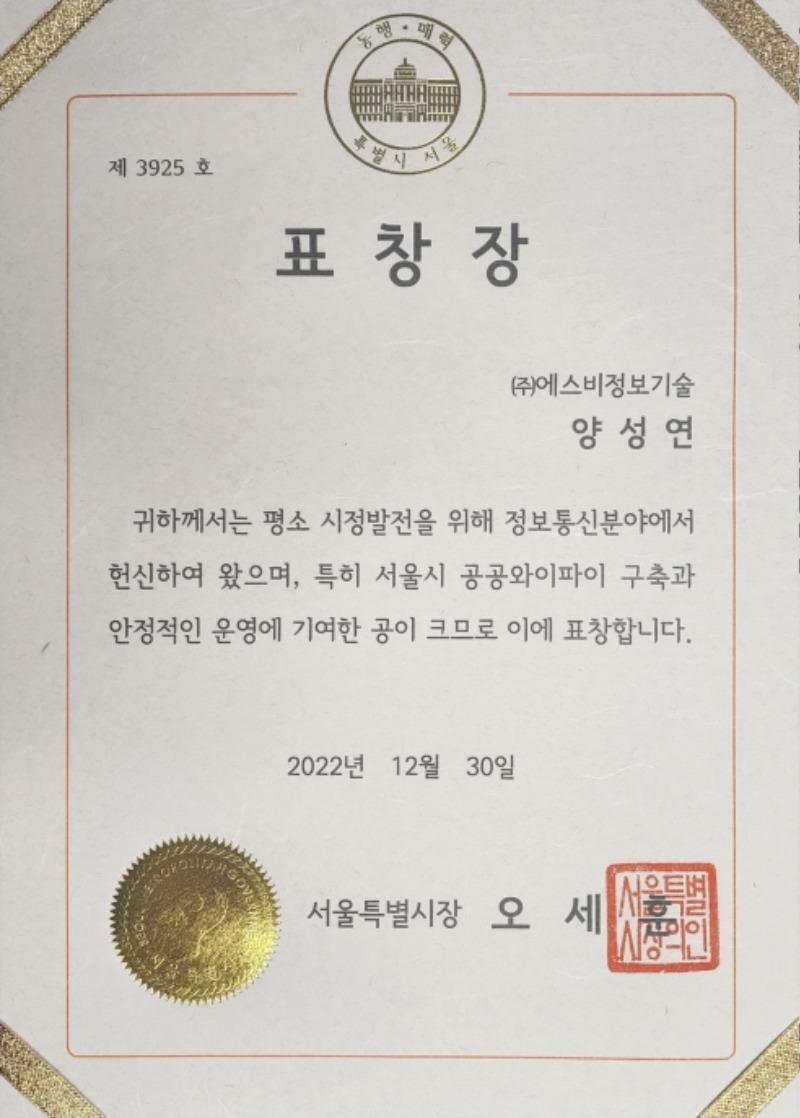 동행·매력
특별시 서울
제 3925 호
표 창 장
㈜에스비정보기술
양 성 연
귀하께서는 평소 시정발전을 위해 정보통신분야에서
헌신하여 왔으며, 특히 서울시 공공와이파이 구축과
안정적인 운영에 기여한 공이 크므로 이에 표창합니다.
2022년 12월 30일
서울특별시장 오 세 훈
서울특별
시장의인